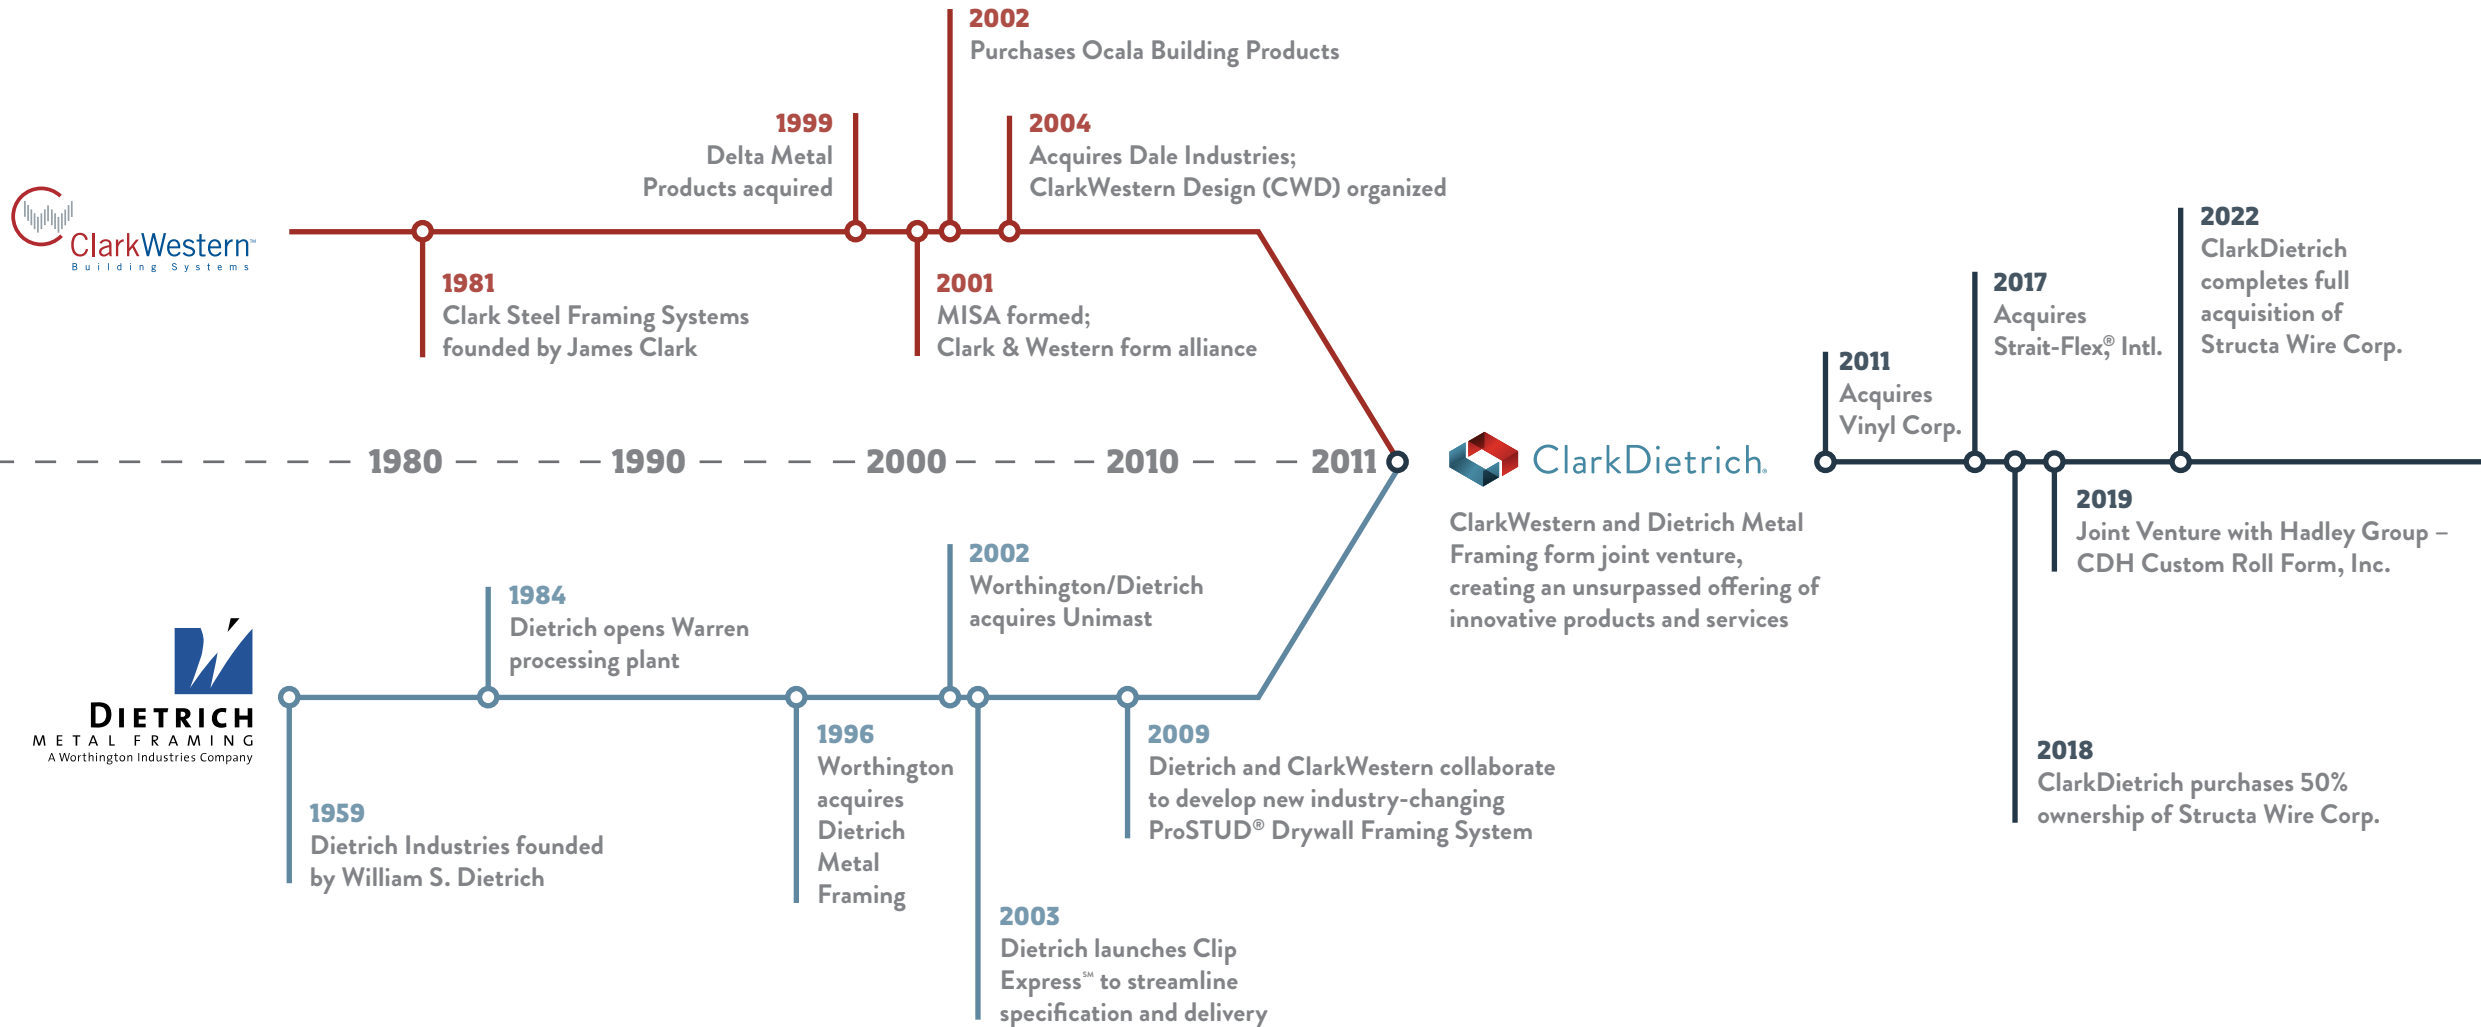 2002
Purchases Ocala Building Products
1999
Delta Metal
Products acquired
2004
Acquires Dale Industries;
ClarkWestern Design (CWD) organized
ClarkWestern™
Building Systems
1981
Clark Steel Framing Systems
founded by James Clark
2001
MISA formed;
Clark & Western form alliance
1980
1990
2000
2010
2011
ClarkDietrich®
ClarkWestern and Dietrich Metal
Framing form joint venture,
creating an unsurpassed offering of
innovative products and services
2011
Acquires
Vinyl Corp.
2017
Acquires
Strait-Flex,® Intl.
2022
ClarkDietrich
completes full
acquisition of
Structa Wire Corp.
2019
Joint Venture with Hadley Group –
CDH Custom Roll Form, Inc.
2018
ClarkDietrich purchases 50%
ownership of Structa Wire Corp.
DIETRICH
METAL FRAMING
A Worthington Industries Company
1959
Dietrich Industries founded
by William S. Dietrich
1984
Dietrich opens Warren
processing plant
1996
Worthington
acquires
Dietrich
Metal
Framing
2002
Worthington/Dietrich
acquires Unimast
2003
Dietrich launches Clip
Express℠ to streamline
specification and delivery
2009
Dietrich and ClarkWestern collaborate
to develop new industry-changing
ProSTUD® Drywall Framing System